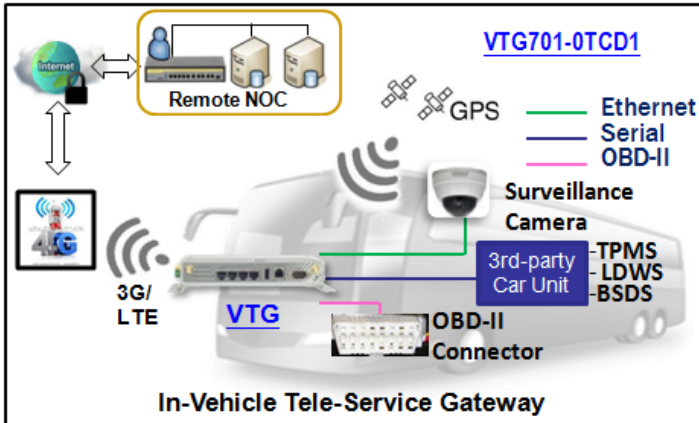 VTG701-0TCD1
Internet
Remote NOC
GPS
Ethernet
Serial
OBD-II
Surveillance
Camera
4G
3G/
LTE
VTG
3rd-party
Car Unit
-TPMS
- LDWS
-BSDS
OBD-II
Connector
In-Vehicle Tele-Service Gateway